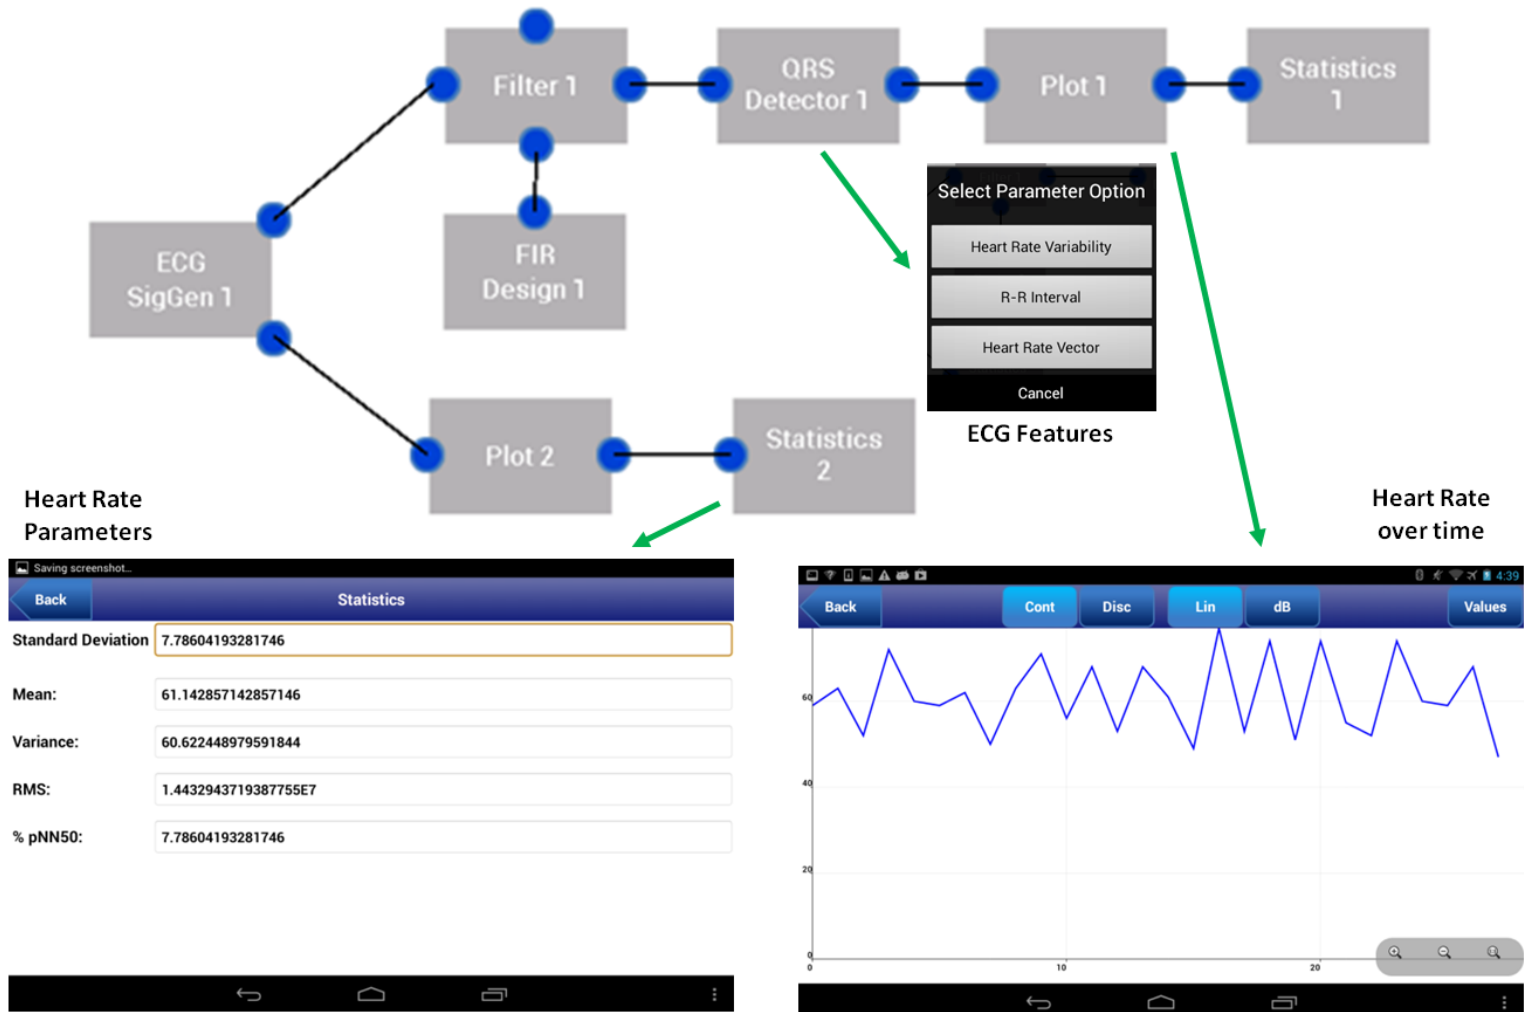 Filter 1
QRS
Detector 1
Plot 1
Statistics
1
ECG
SigGen 1
FIR
Design 1
Select Parameter Option
Heart Rate Variability
R-R Interval
Heart Rate Vector
Cancel
ECG Features
Plot 2
Statistics
2
Heart Rate
Parameters
Heart Rate
over time
Saving screenshot...
Back
Statistics
Standard Deviation 7.78604193281746
Mean: 61.142857142857146
Variance: 60.622448979591844
RMS: 1.4432943719387755E7
% pNN50: 7.78604193281746
4:39
Back Cont Disc Lin dB Values
60
40
20
0
0 10 20